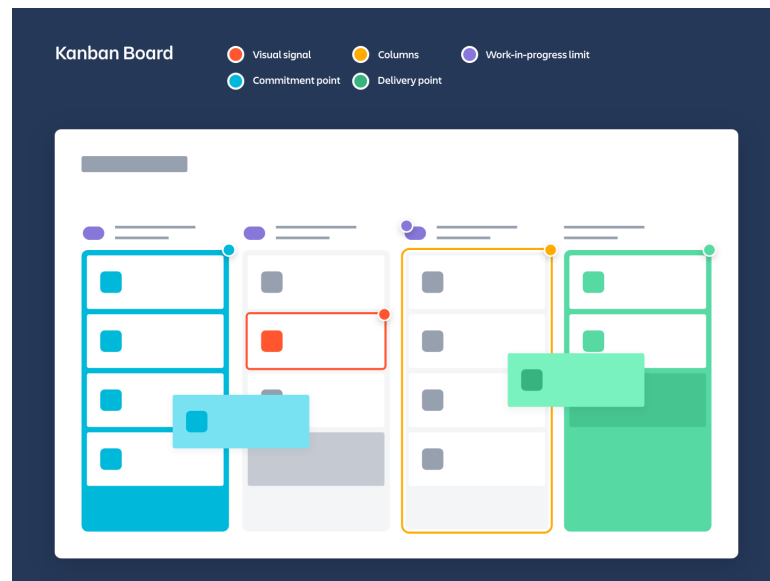 Kanban Board
Visual signal
Columns
Work-in-progress limit
Commitment point
Delivery point